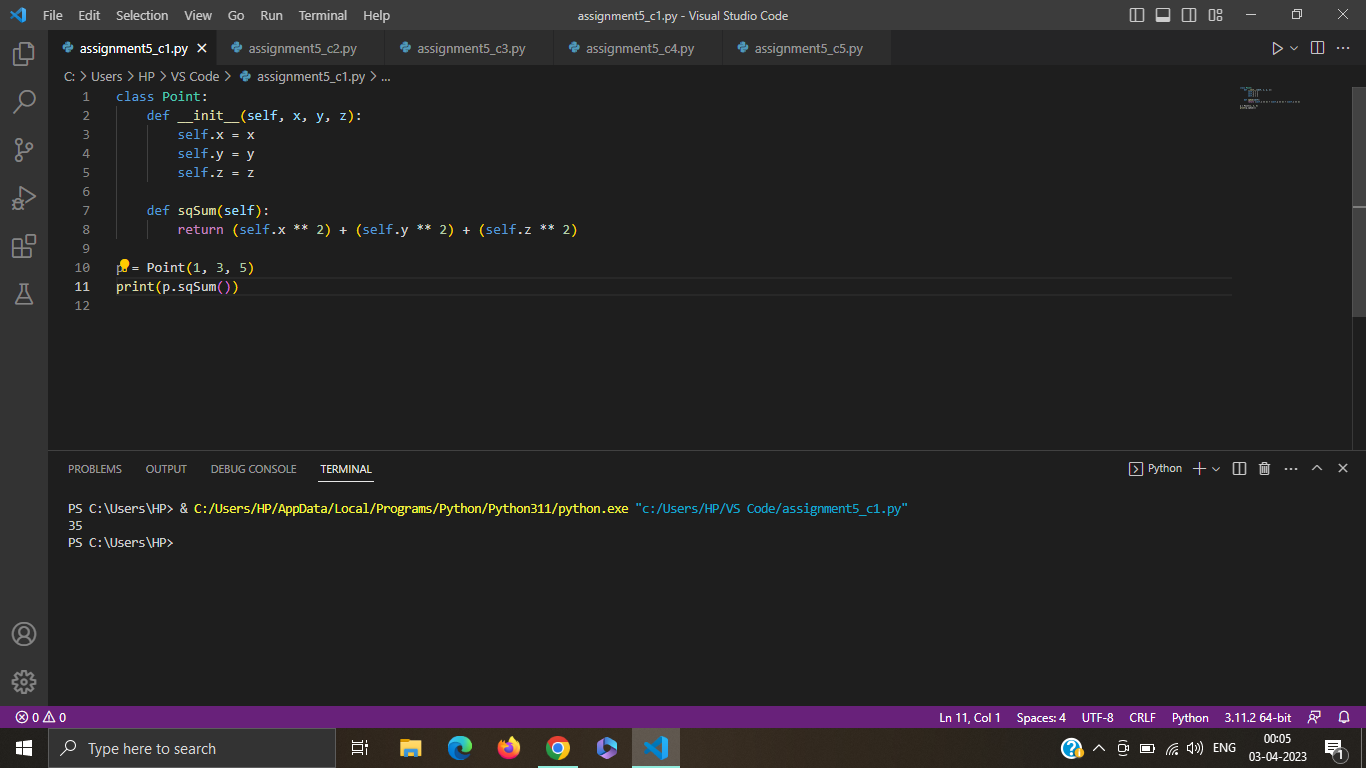 File Edit Selection View Go Run Terminal Help assignment5_c1.py - Visual Studio Code
assignment5_c1.py assignment5_c2.py assignment5_c3.py assignment5_c4.py assignment5_c5.py
C: > Users > HP > VS Code > assignment5_c1.py > ...
1 class Point:
2 def __init__(self, x, y, z):
3 self.x = x
4 self.y = y
5 self.z = z
6
7 def sqSum(self):
8 return (self.x ** 2) + (self.y ** 2) + (self.z ** 2)
9
10 p = Point(1, 3, 5)
11 print(p.sqSum())
12
PROBLEMS OUTPUT DEBUG CONSOLE TERMINAL Python
PS C:\Users\HP> & C:/Users/HP/AppData/Local/Programs/Python/Python311/python.exe "c:/Users/HP/VS Code/assignment5_c1.py"
35
PS C:\Users\HP>
0 0 Ln 11, Col 1 Spaces: 4 UTF-8 CRLF Python 3.11.2 64-bit
Type here to search ENG 00:05
03-04-2023 1